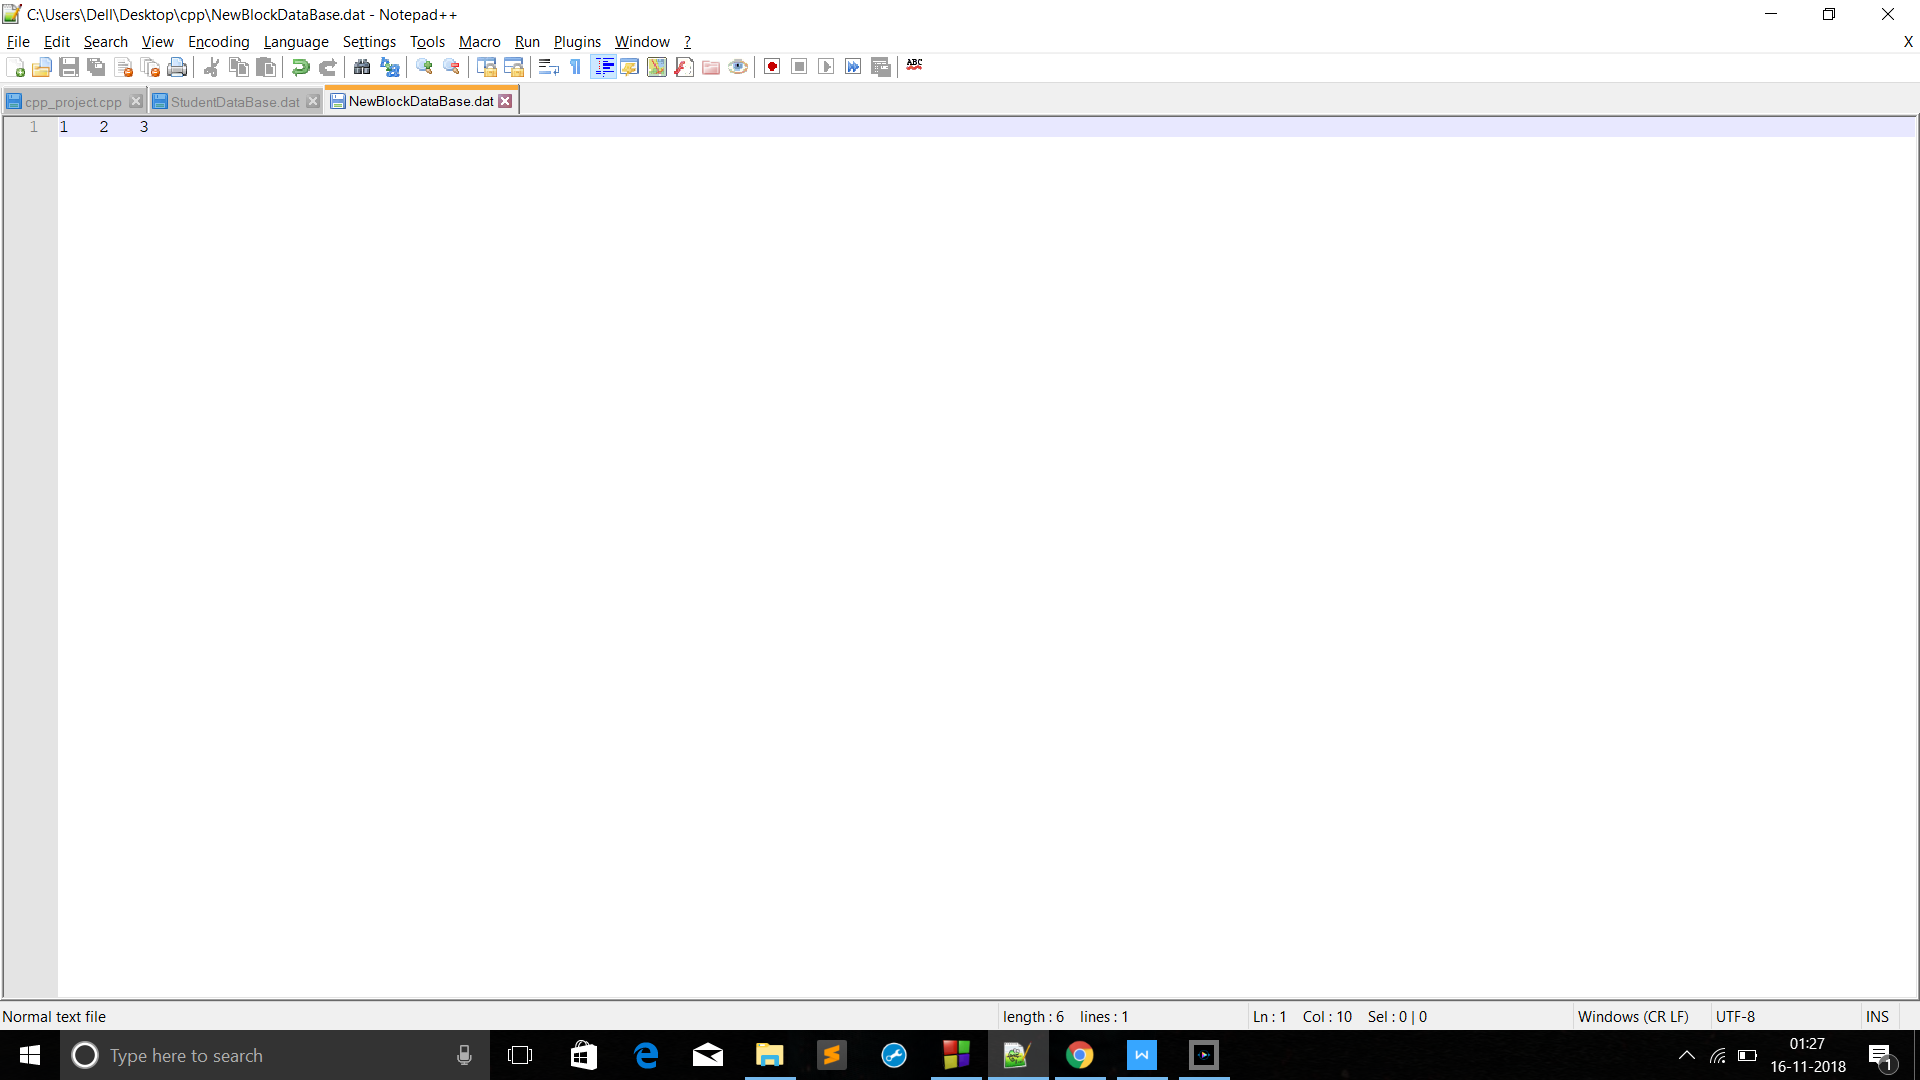 C:\Users\Dell\Desktop\cpp\NewBlockDataBase.dat - Notepad++
File Edit Search View Encoding Language Settings Tools Macro Run Plugins Window ? X
ABC
cpp_project.cpp StudentDataBase.dat NewBlockDataBase.dat
1 1 2 3
Normal text file length : 6 lines : 1 Ln : 1 Col : 10 Sel : 0 | 0 Windows (CR LF) UTF-8 INS
Type here to search
01:27
16-11-2018
1